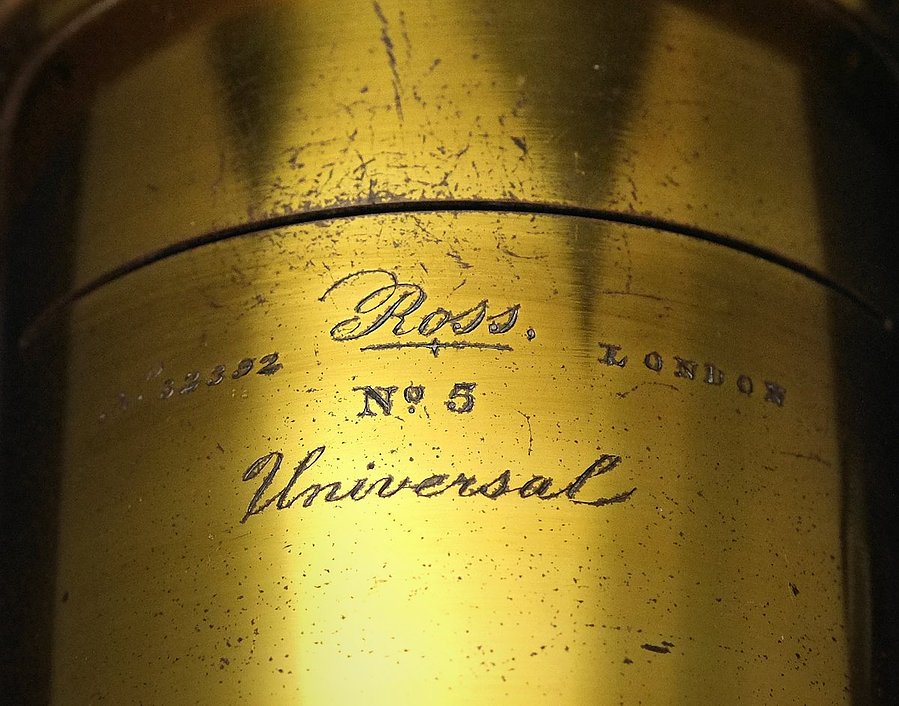 Ross,
32392 LONDON
Nº 5
Universal